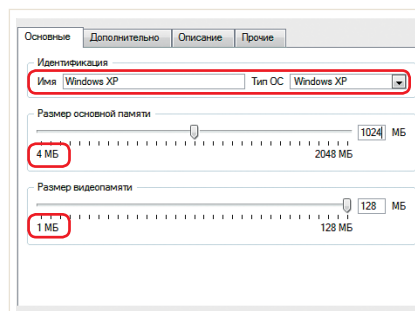 Основные Дополнительно Описание Прочие
Идентификация
Имя Windows XP Тип ОС Windows XP
Размер основной памяти
1024 МБ
4 МБ 2048 МБ
Размер видеопамяти
128 МБ
1 МБ 128 МБ